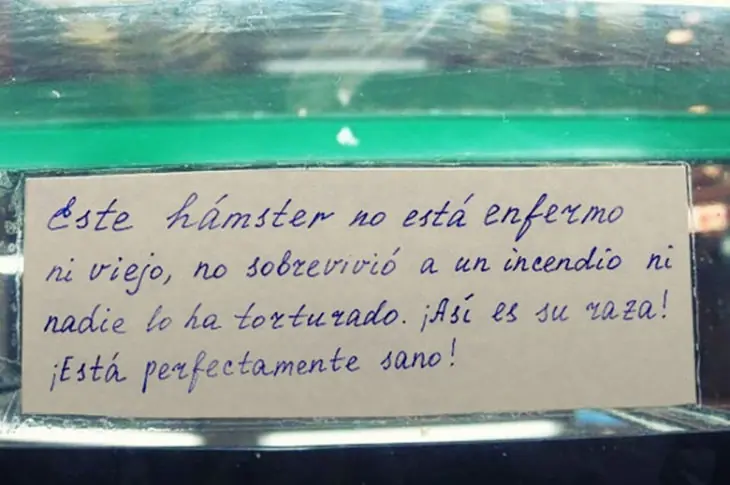 Este hámster no está enfermo
ni viejo, no sobrevivió a un incendio ni
nadie lo ha torturado. ¡Así es su raza!
¡Está perfectamente sano!